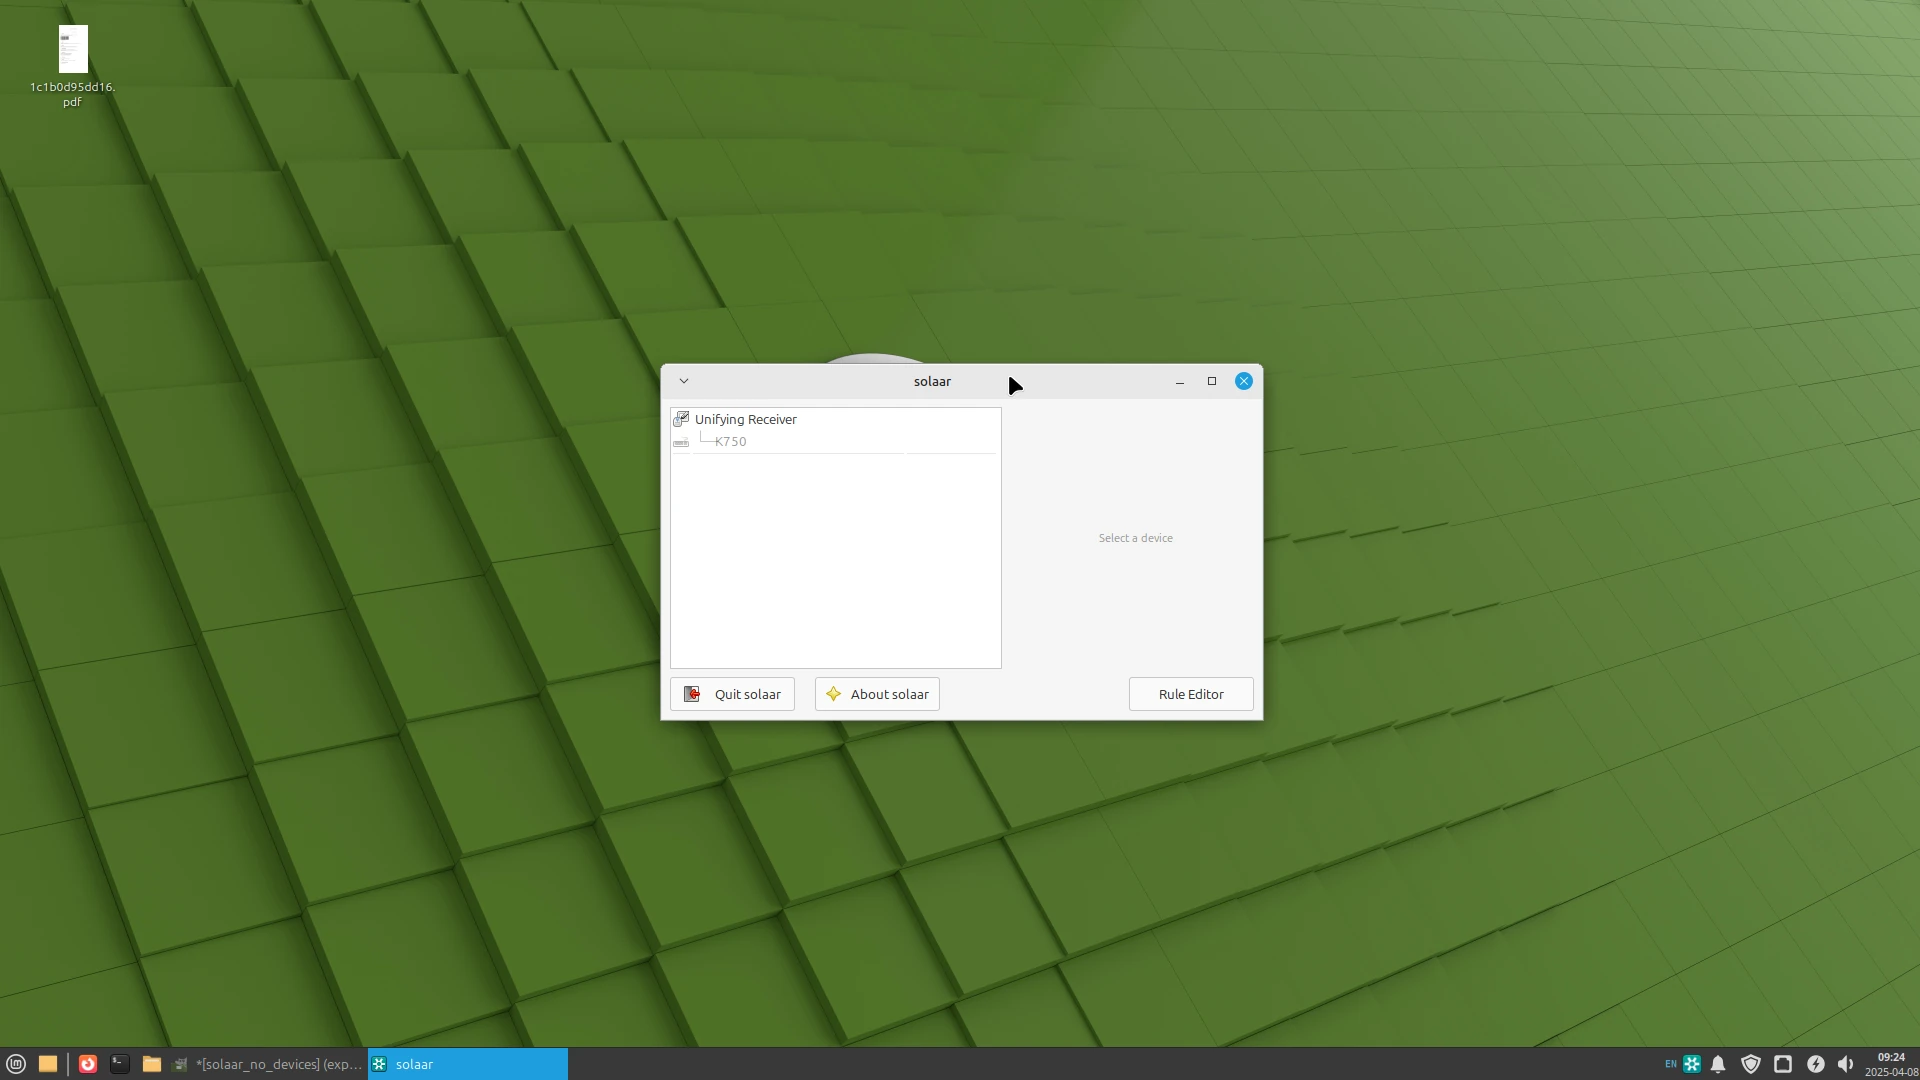 1c1b0d95dd16.
pdf
solaar
Unifying Receiver
K750
Select a device
Quit solaar
About solaar
Rule Editor
*[solaar_no_devices] (exp...
solaar
EN
09:24
2025-04-08